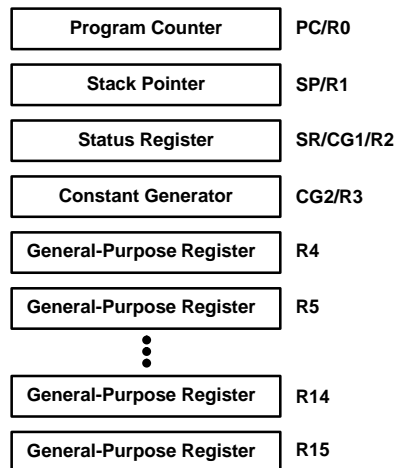 Program Counter PC/R0
Stack Pointer SP/R1
Status Register SR/CG1/R2
Constant Generator CG2/R3
General-Purpose Register R4
General-Purpose Register R5
General-Purpose Register R14
General-Purpose Register R15